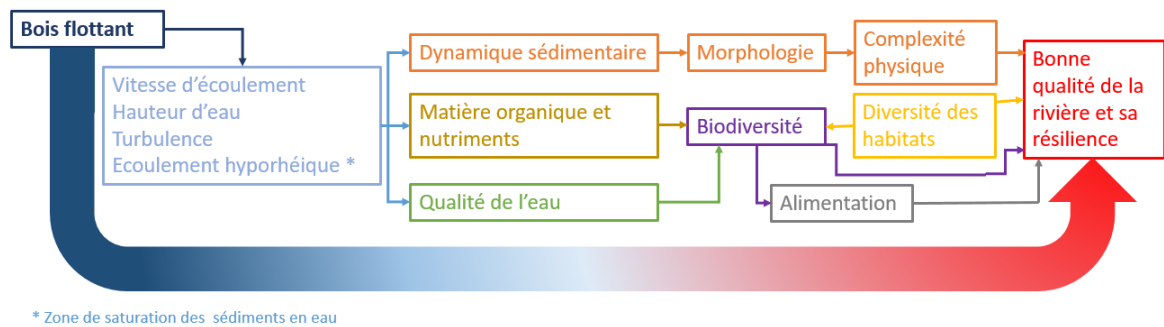 Bois flottant
Vitesse d'écoulement
Hauteur d'eau
Turbulence
Ecoulement hyporhéique *
Dynamique sédimentaire
Morphologie
Complexité
physique
Bonne
qualité de la
rivière et sa
résilience
Matière organique et
nutriments
Biodiversité
Diversité des
habitats
Qualité de l'eau
Alimentation
* Zone de saturation des sédiments en eau